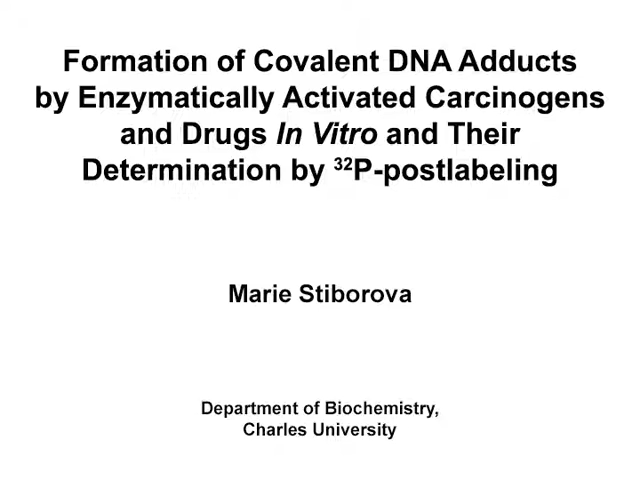 Formation of Covalent DNA Adducts
by Enzymatically Activated Carcinogens
and Drugs In Vitro and Their
Determination by ³²P-postlabeling
Marie Stiborova
Department of Biochemistry,
Charles University